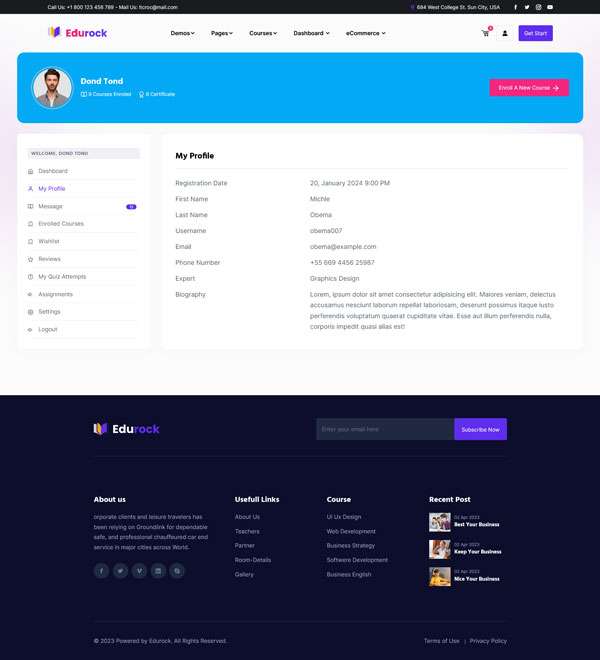 Call Us: +1 800 123 456 789 - Mail Us: Itcroc@mail.com
684 West College St. Sun City, USA
Edurock
Demos Pages Courses Dashboard eCommerce
Get Start
Dond Tond
9 Courses Enroled 8 Certificate
Enroll A New Course
WELCOME, DOND TOND
Dashboard
My Profile
Message
Enrolled Courses
Wishlist
Reviews
My Quiz Attempts
Assignments
Settings
Logout
My Profile
Registration Date 20, January 2024 9:00 PM
First Name Michle
Last Name Obema
Username obema007
Email obema@example.com
Phone Number +55 669 4456 25987
Expert Graphics Design
Biography Lorem, ipsum dolor sit amet consectetur adipisicing elit. Maiores veniam, delectus
accusamus nesciunt laborum repellat laboriosam, deserunt possimus itaque iusto
perferendis voluptatum quaerat cupiditate vitae. Esse aut illum perferendis nulla,
corporis impedit quasi alias est!
Edurock
Enter your email here
Subscribe Now
About us
orporate clients and leisure travelers has
been relying on Groundlink for dependable
safe, and professional chauffeured car end
service in major cities across World.
Usefull Links
About Us
Teachers
Partner
Room-Details
Gallery
Course
Ui Ux Design
Web Development
Business Strategy
Softwere Development
Business English
Recent Post
02 Apr 2023
Best Your Business
02 Apr 2023
Keep Your Business
02 Apr 2023
Nice Your Business
© 2023 Powered by Edurock, All Rights Reserved.
Terms of Use | Privacy Policy